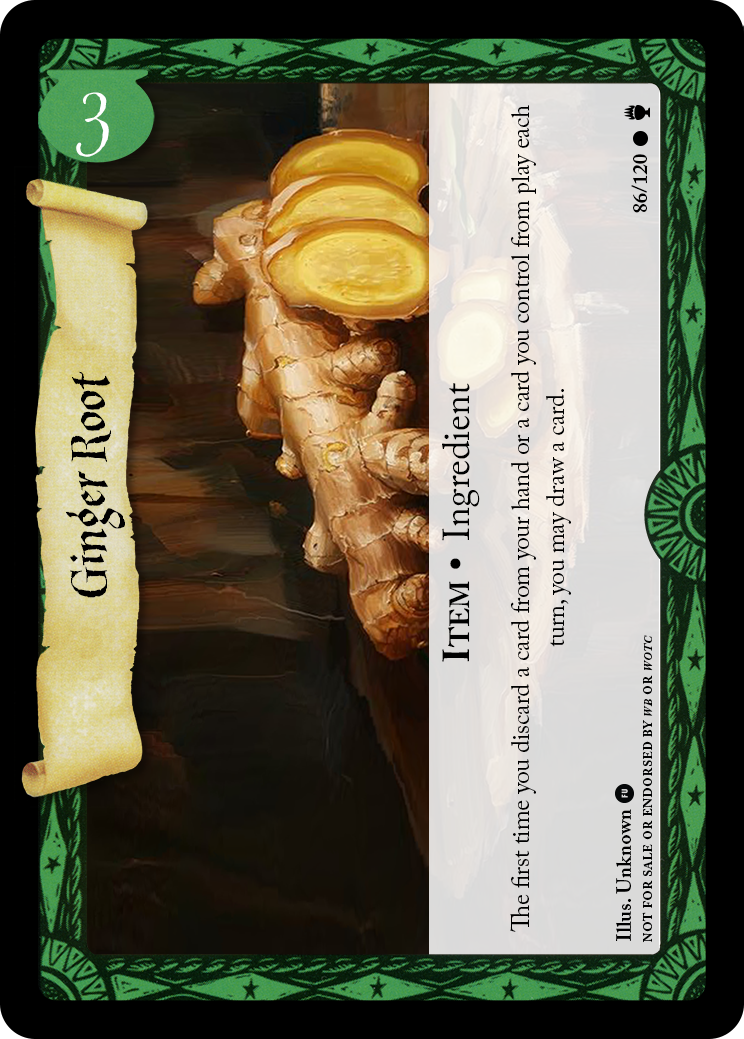 3
Ginger Root
ITEM • Ingredient
The first time you discard a card from your hand or a card you control from play each
turn, you may draw a card.
Illus. Unknown FU
NOT FOR SALE OR ENDORSED BY WB OR WOTC
86/120